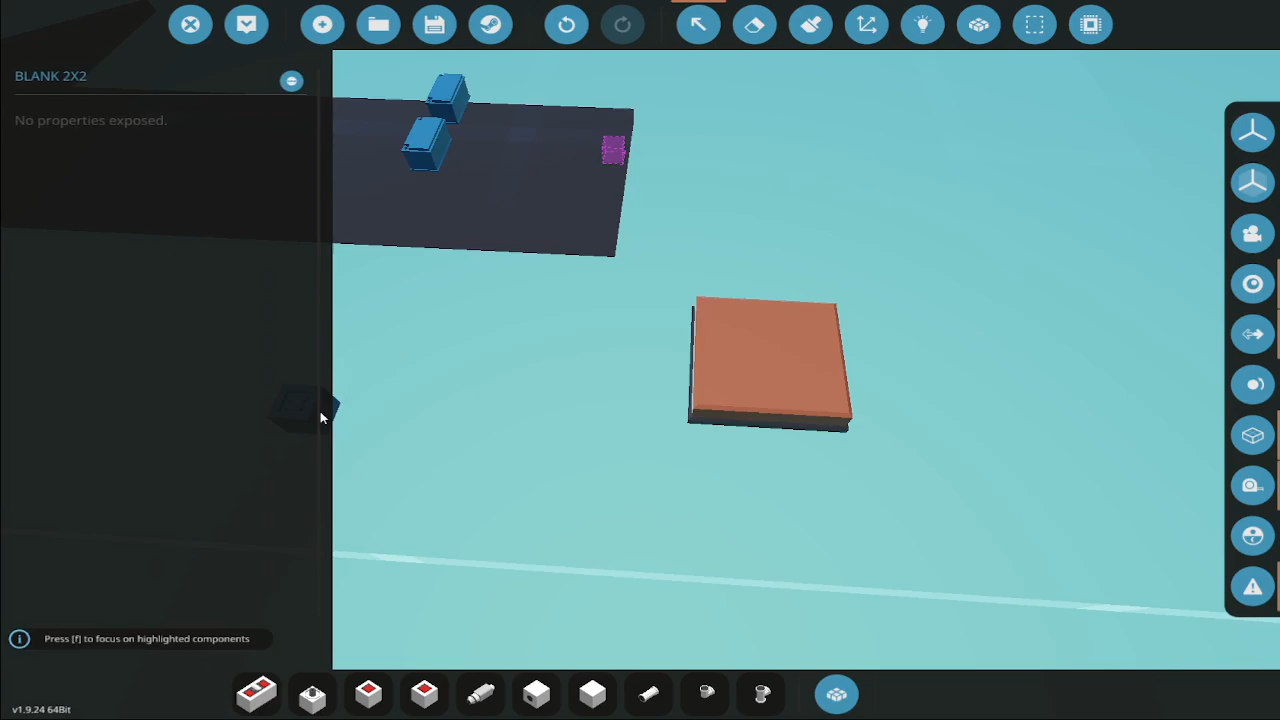 BLANK 2X2
No properties exposed.
Press [f] to focus on highlighted components
v1.9.24 64Bit